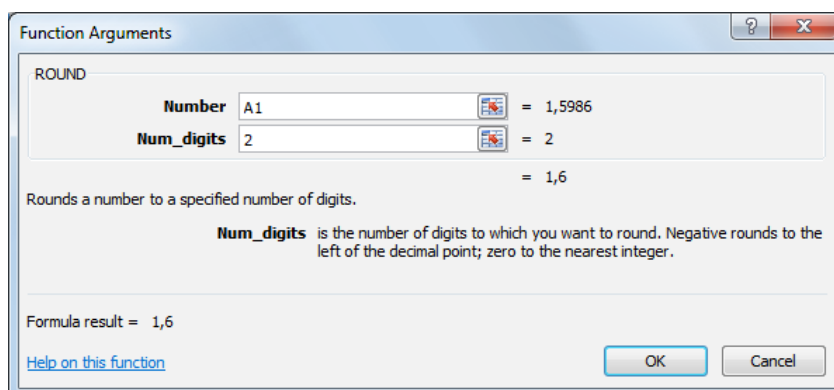 Function Arguments
ROUND
Number A1 = 1,5986
Num_digits 2 = 2
= 1,6
Rounds a number to a specified number of digits.
Num_digits is the number of digits to which you want to round. Negative rounds to the
left of the decimal point; zero to the nearest integer.
Formula result = 1,6
Help on this function
OK Cancel